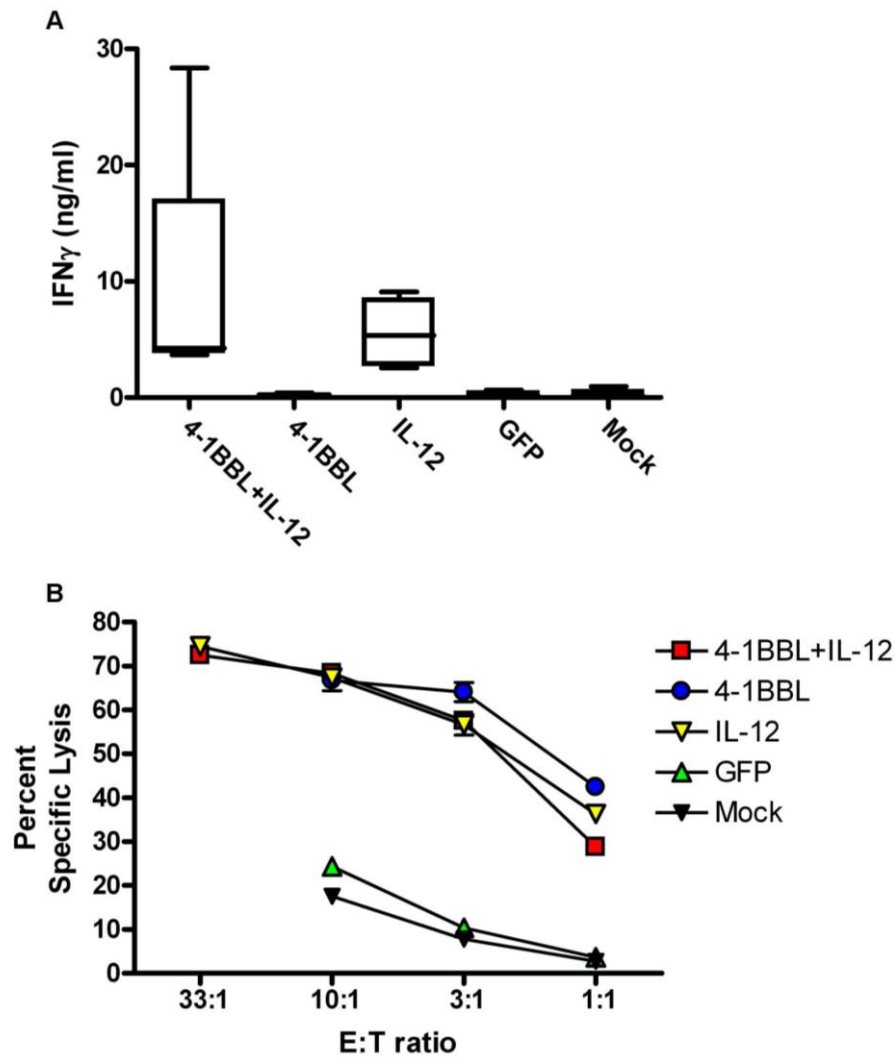 A
30
20
10
0
IFNγ (ng/ml)
4-1BBL+IL-12
4-1BBL
IL-12
GFP
Mock
B
80
70
60
50
40
30
20
10
0
Percent
Specific Lysis
33:1
10:1
3:1
1:1
E:T ratio
4-1BBL+IL-12
4-1BBL
IL-12
GFP
Mock